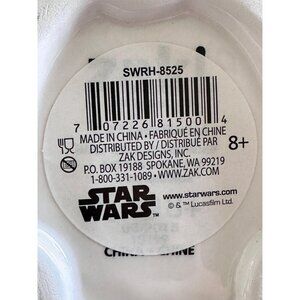 SWRH-8525
7 07226 81500 4
MADE IN CHINA • FABRIQUÉ EN CHINE
DISTRIBUTED BY / DISTRIBUÉ PAR
ZAK DESIGNS, INC.
8+
P.O. BOX 19188 SPOKANE, WA 99219
1-800-331-1089 • WWW.ZAK.COM
STAR
WARS
www.starwars.com
© & ™ Lucasfilm Ltd.